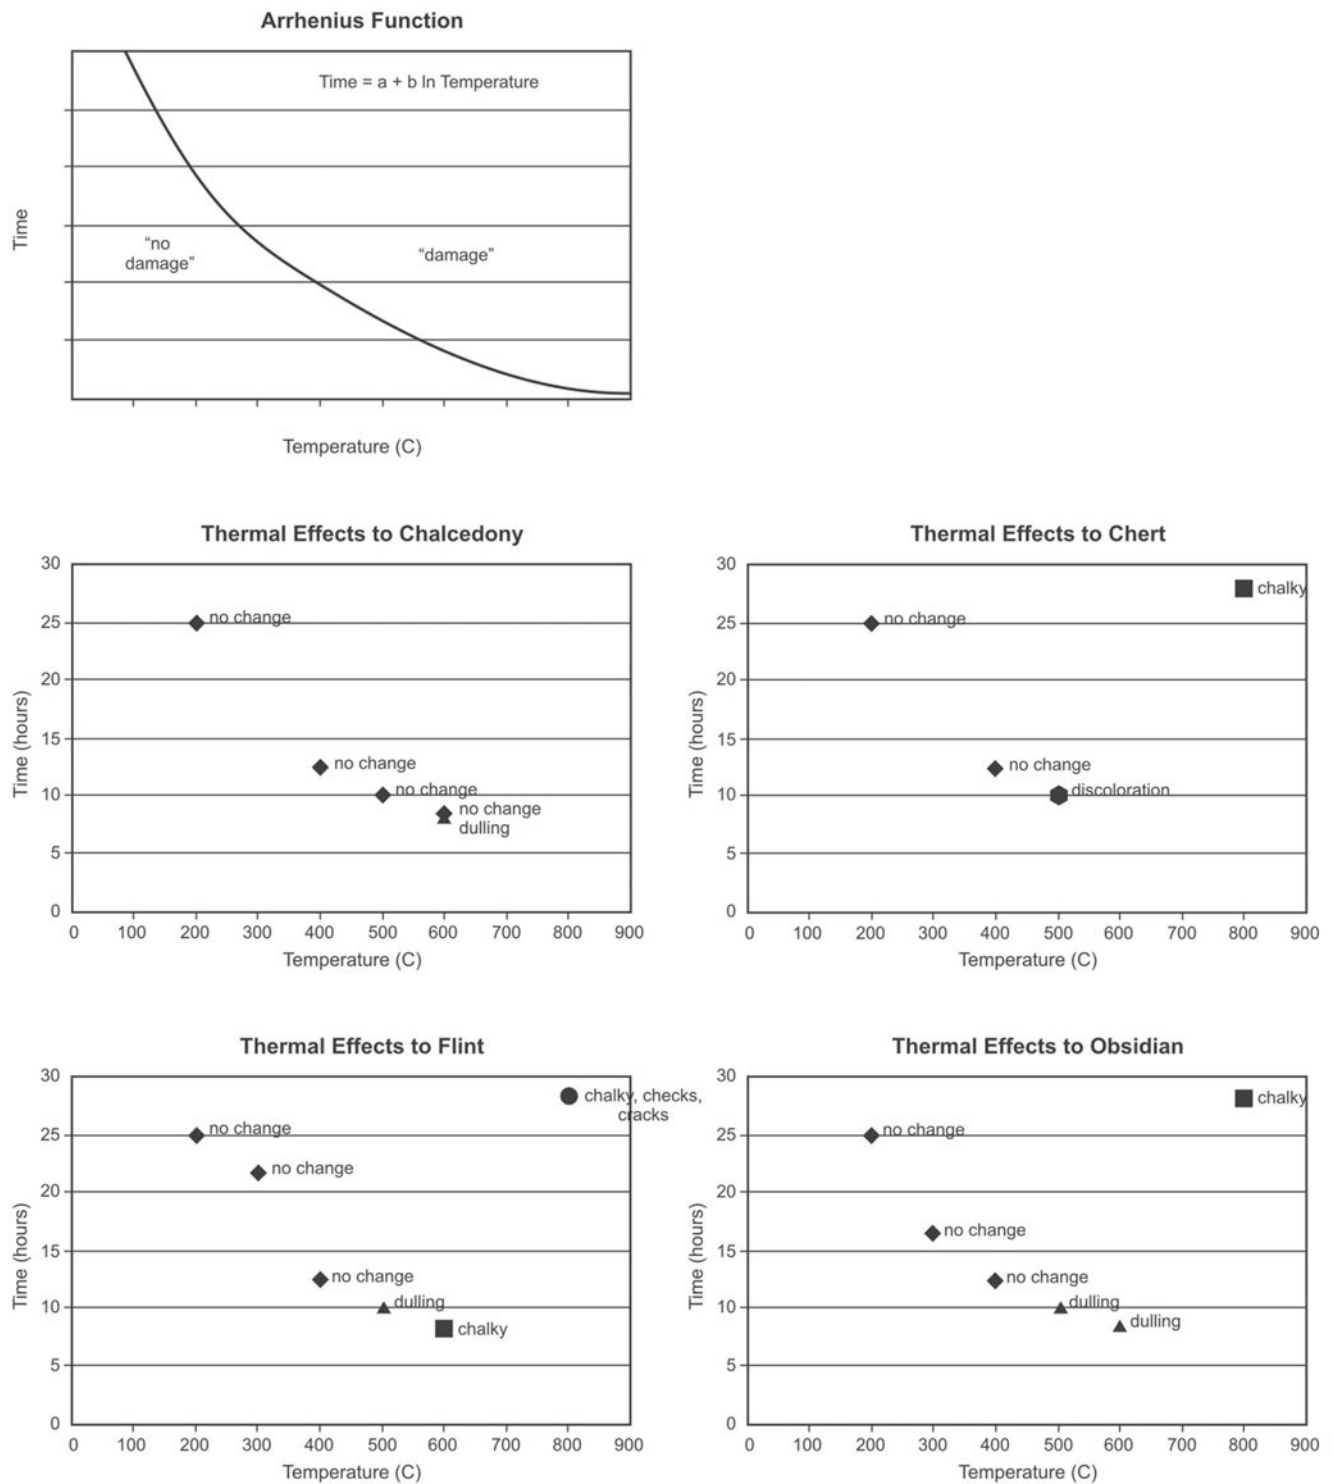 Arrhenius Function
Time = a + b ln Temperature
Time
“no
damage”
“damage”
200
400
600
800
Temperature (C)
Thermal Effects to Chalcedony
30
25
20
15
10
5
0
Time (hours)
no change
no change
no change
no change
dulling
0 100 200 300 400 500 600 700 800 900
Temperature (C)
Thermal Effects to Chert
30
25
20
15
10
5
0
Time (hours)
chalky
no change
no change
discoloration
0 100 200 300 400 500 600 700 800 900
Temperature (C)
Thermal Effects to Flint
30
25
20
15
10
5
0
Time (hours)
chalky, checks,
cracks
no change
no change
no change
dulling
chalky
0 100 200 300 400 500 600 700 800 900
Temperature (C)
Thermal Effects to Obsidian
30
25
20
15
10
5
0
Time (hours)
chalky
no change
no change
no change
dulling
dulling
0 100 200 300 400 500 600 700 800 900
Temperature (C)